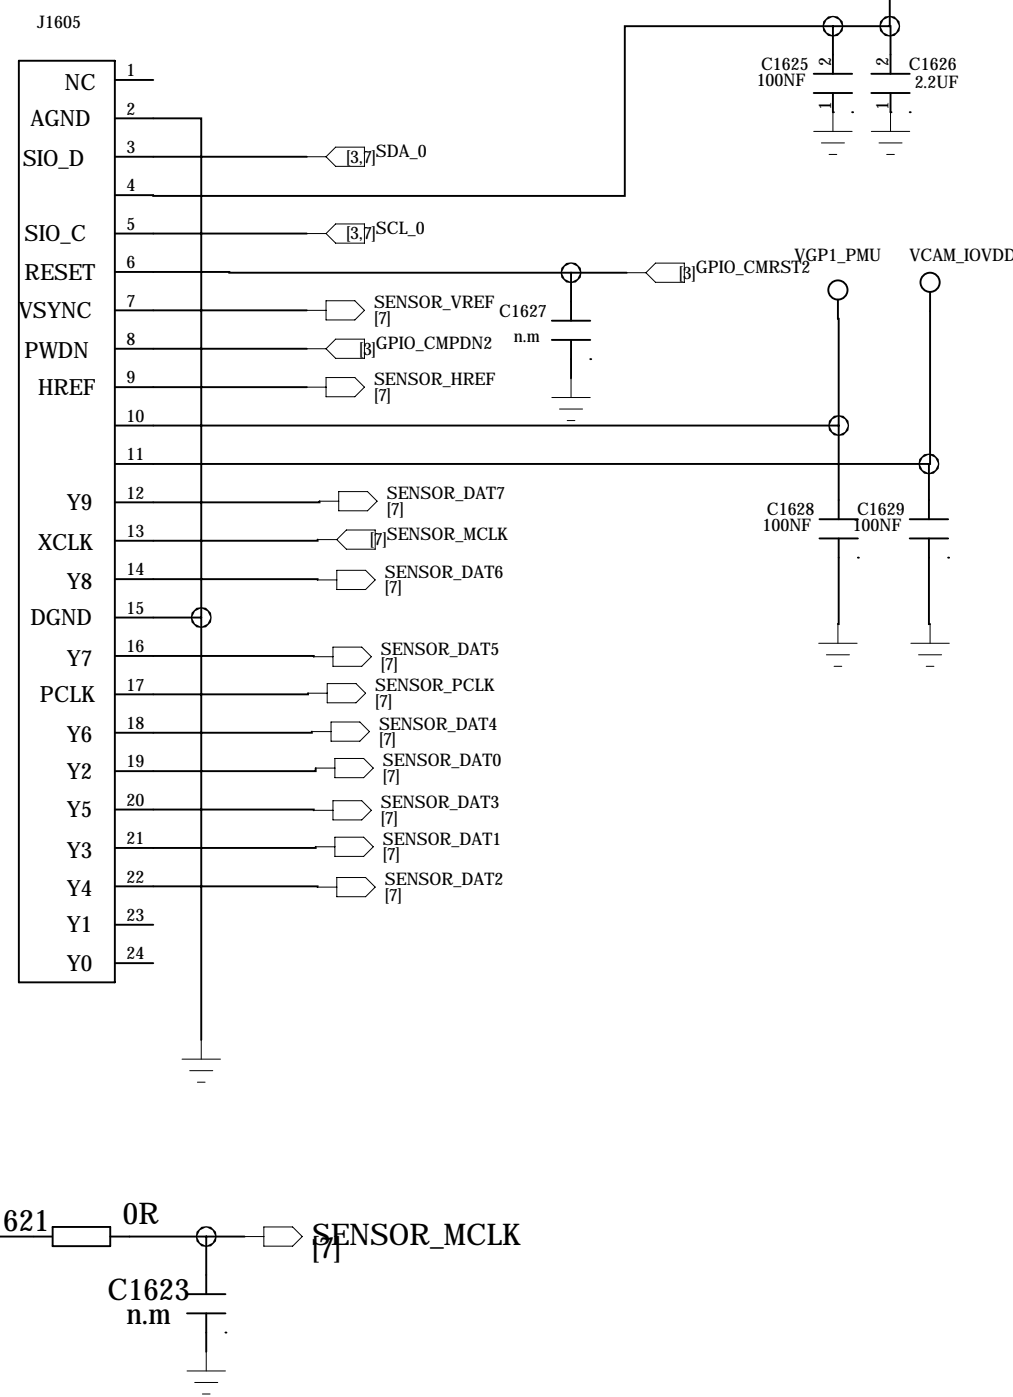 J1605
NC 1
AGND 2
SIO_D 3 [3,7] SDA_0
4
SIO_C 5 [3,7] SCL_0
RESET 6 [3] GPIO_CMRST2
VSYNC 7 SENSOR_VREF
[7]
PWDN 8 [3] GPIO_CMPDN2
HREF 9 SENSOR_HREF
[7]
10
11
Y9 12 SENSOR_DAT7
[7]
XCLK 13 [7] SENSOR_MCLK
Y8 14 SENSOR_DAT6
[7]
DGND 15
Y7 16 SENSOR_DAT5
[7]
PCLK 17 SENSOR_PCLK
[7]
Y6 18 SENSOR_DAT4
[7]
Y2 19 SENSOR_DAT0
[7]
Y5 20 SENSOR_DAT3
[7]
Y3 21 SENSOR_DAT1
[7]
Y4 22 SENSOR_DAT2
[7]
Y1 23
Y0 24
C1625
100NF
2
1
C1626
2.2UF
2
1
VGP1_PMU
VCAM_IOVDD
C1627
n.m
C1628
100NF
C1629
100NF
621
0R
SENSOR_MCLK
[7]
C1623
n.m